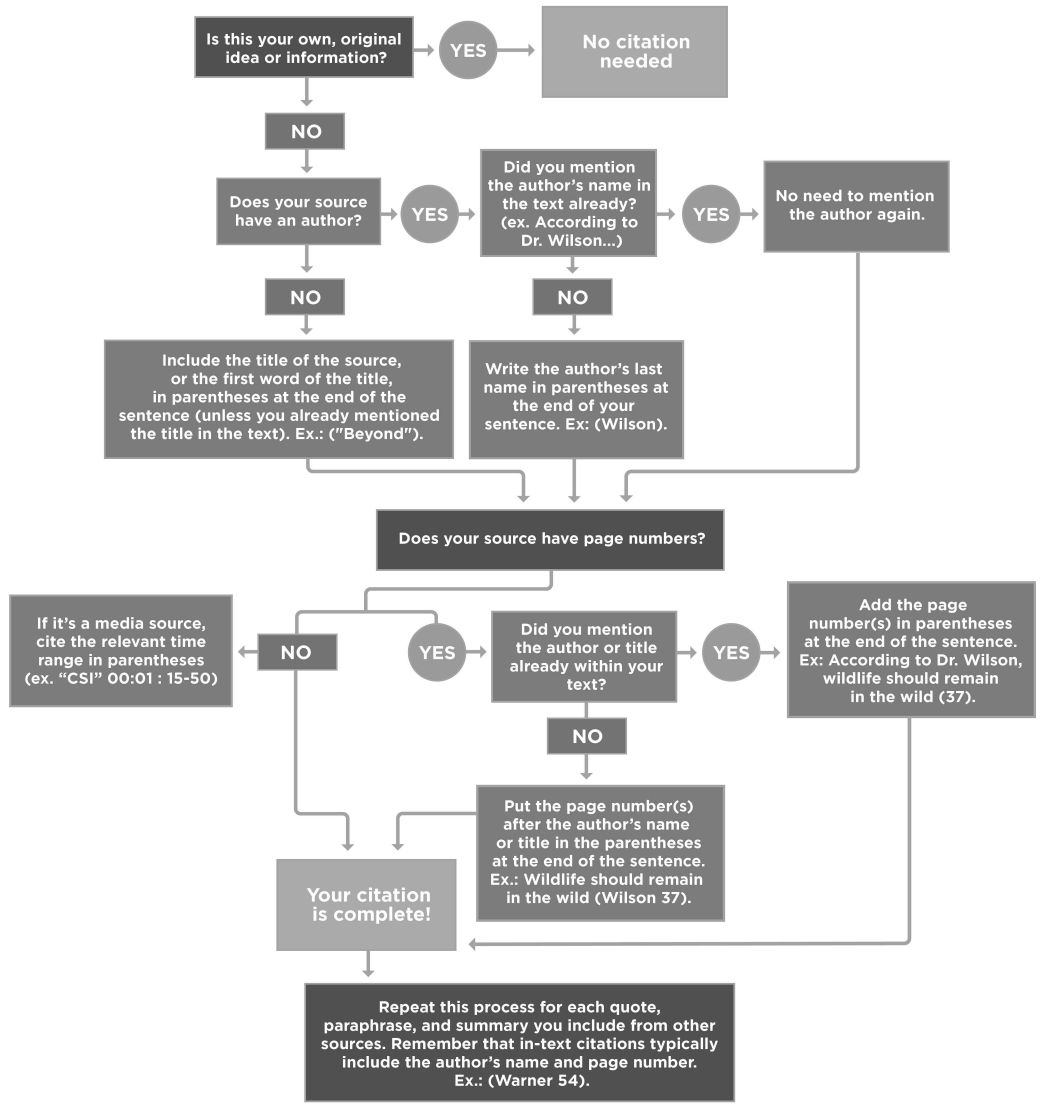 Is this your own, original
idea or information?
YES
No citation
needed
NO
Does your source
have an author?
YES
Did you mention
the author's name in
the text already?
(ex. According to
Dr. Wilson...)
YES
No need to mention
the author again.
NO
Include the title of the source,
or the first word of the title,
in parentheses at the end of the
sentence (unless you already mentioned
the title in the text). Ex.: ("Beyond").
NO
Write the author's last
name in parentheses at
the end of your
sentence. Ex: (Wilson).
Does your source have page numbers?
If it's a media source,
cite the relevant time
range in parentheses
(ex. “CSI” 00:01 : 15-50)
NO
YES
Did you mention
the author or title
already within your
text?
YES
Add the page
number(s) in parentheses
at the end of the sentence.
Ex: According to Dr. Wilson,
wildlife should remain
in the wild (37).
NO
Put the page number(s)
after the author's name
or title in the parentheses
at the end of the sentence.
Ex.: Wildlife should remain
in the wild (Wilson 37).
Your citation
is complete!
Repeat this process for each quote,
paraphrase, and summary you include from other
sources. Remember that in-text citations typically
include the author's name and page number.
Ex.: (Warner 54).